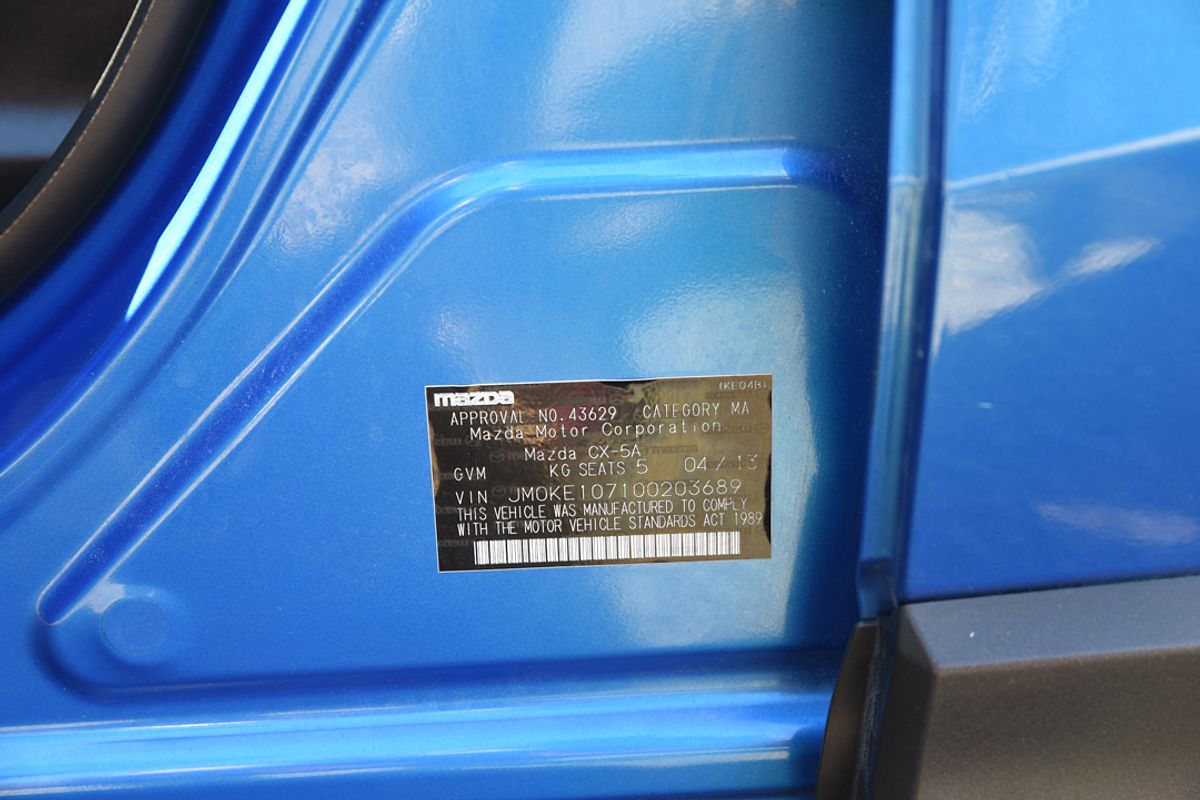 mazda (KE04B)
APPROVAL NO.43629 CATEGORY MA
Mazda Motor Corporation
Mazda CX-5A
GVM KG SEATS 5 04 / 13
VIN JM0KE107100203689
THIS VEHICLE WAS MANUFACTURED TO COMPLY
WITH THE MOTOR VEHICLE STANDARDS ACT 1989